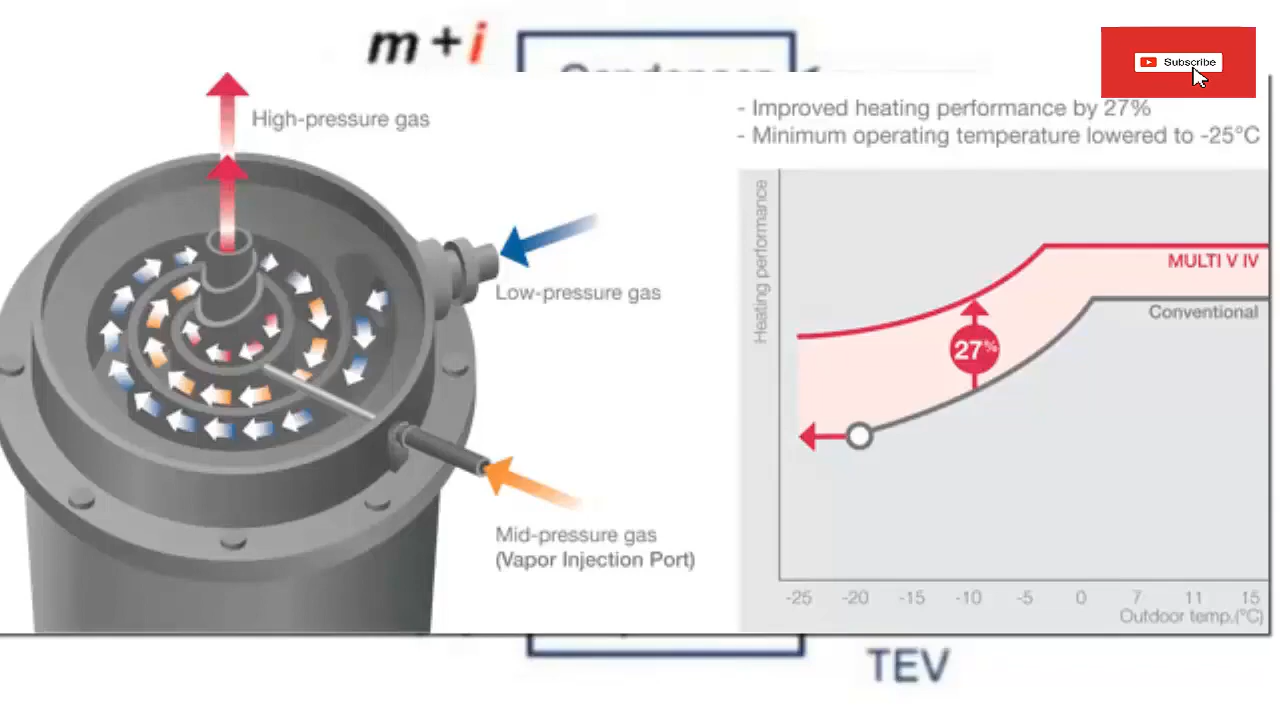 m + i
Condenser
Subscribe
High-pressure gas
Low-pressure gas
Mid-pressure gas
(Vapor Injection Port)
- Improved heating performance by 27%
- Minimum operating temperature lowered to -25°C
Heating performance
MULTI V IV
Conventional
27%
-25 -20 -15 -10 -5 0 7 11 15
Outdoor temp.(°C)
TEV